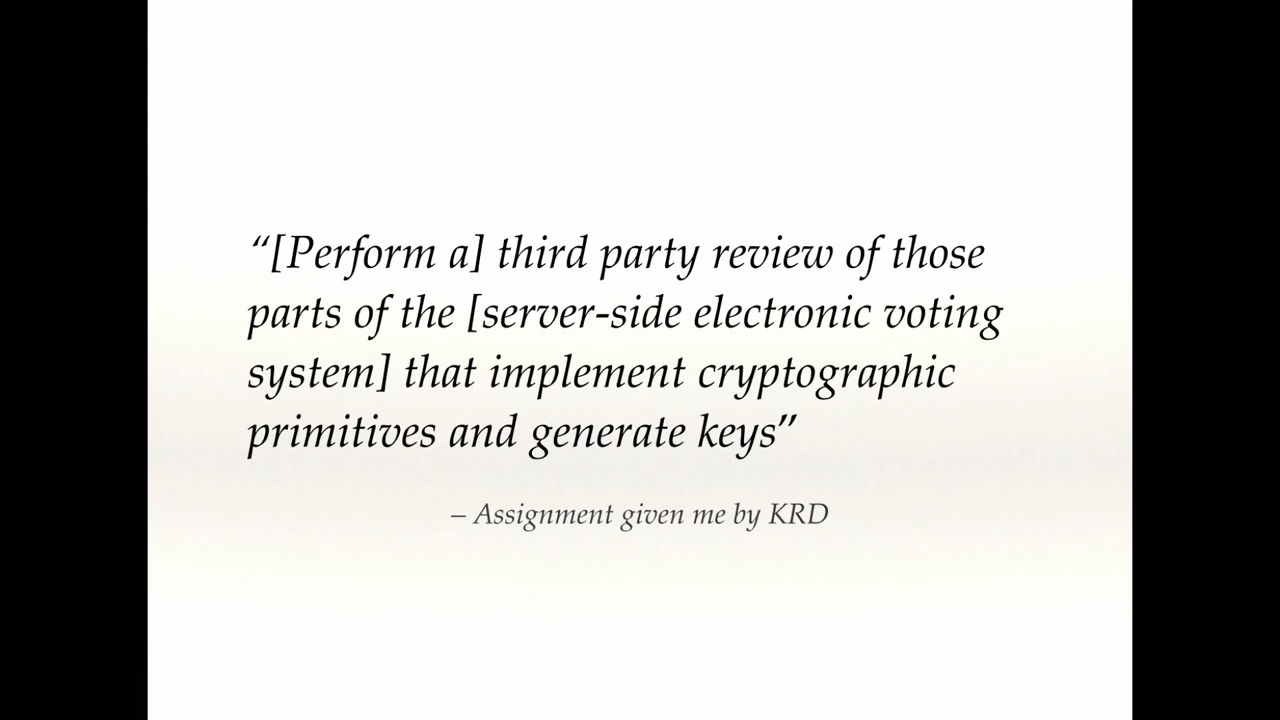 “[Perform a] third party review of those
parts of the [server-side electronic voting
system] that implement cryptographic
primitives and generate keys”
– Assignment given me by KRD